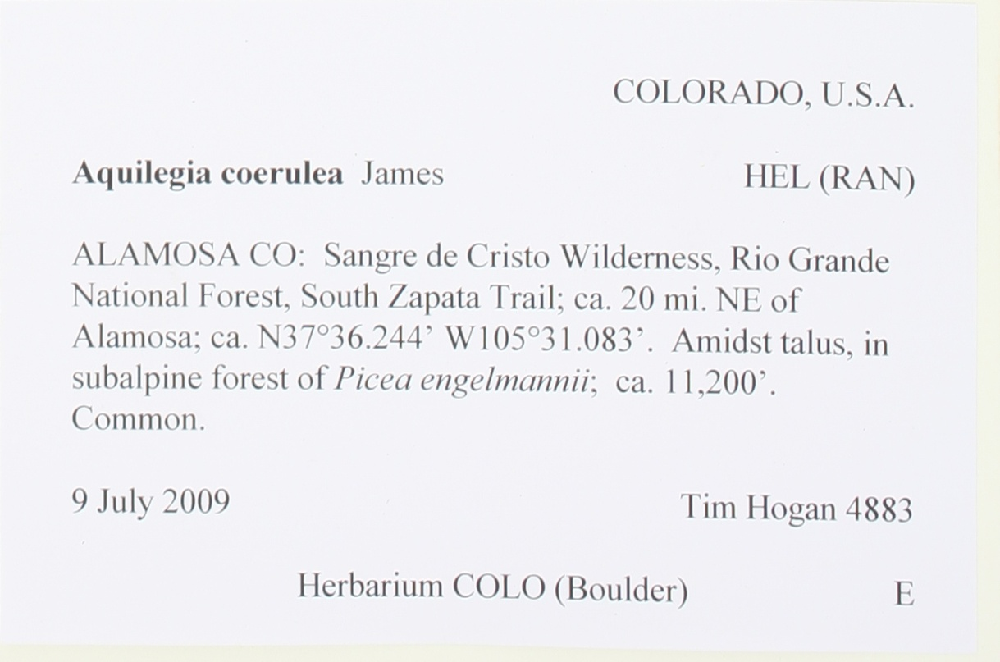 COLORADO, U.S.A.
Aquilegia coerulea James HEL (RAN)
ALAMOSA CO: Sangre de Cristo Wilderness, Rio Grande
National Forest, South Zapata Trail; ca. 20 mi. NE of
Alamosa; ca. N37°36.244’ W105°31.083’. Amidst talus, in
subalpine forest of Picea engelmannii; ca. 11,200’.
Common.
9 July 2009 Tim Hogan 4883
Herbarium COLO (Boulder) E